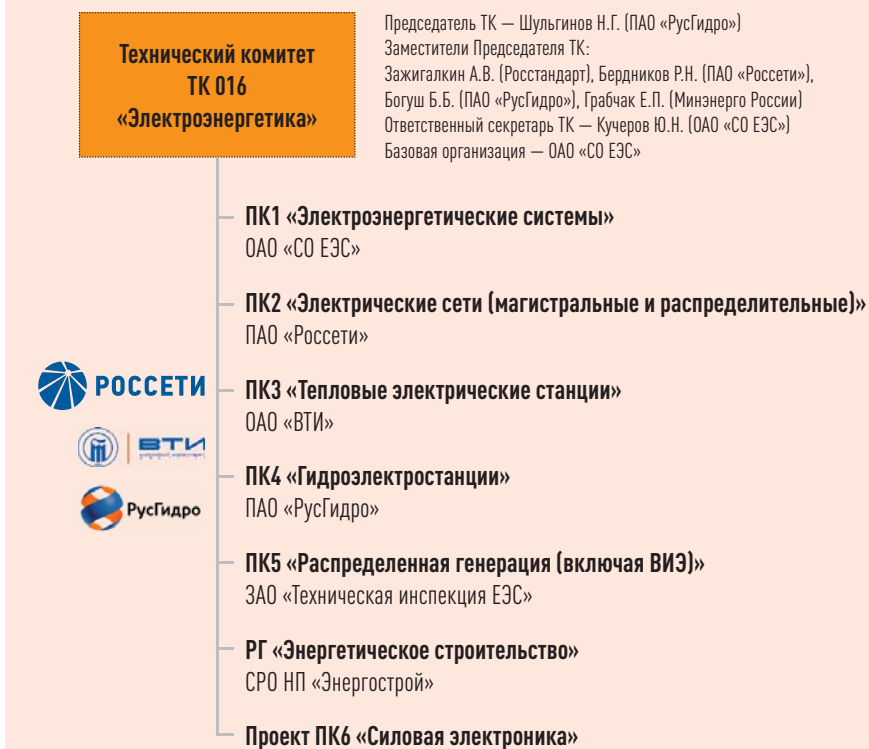 Технический комитет
ТК 016
«Электроэнергетика»
Председатель ТК — Шульгинов Н.Г. (ПАО «РусГидро»)
Заместители Председателя ТК:
Зажигалкин А.В. (Росстандарт), Бердников Р.Н. (ПАО «Россети»),
Богуш Б.Б. (ПАО «РусГидро»), Грабчак Е.П. (Минэнерго России)
Ответственный секретарь ТК — Кучеров Ю.Н. (ОАО «СО ЕЭС»)
Базовая организация — ОАО «СО ЕЭС»
ПК1 «Электроэнергетические системы»
ОАО «СО ЕЭС»
ПК2 «Электрические сети (магистральные и распределительные)»
ПАО «Россети»
РОССЕТИ
ПК3 «Тепловые электрические станции»
ОАО «ВТИ»
ВТИ
ПК4 «Гидроэлектростанции»
ПАО «РусГидро»
РусГидро
ПК5 «Распределенная генерация (включая ВИЭ)»
ЗАО «Техническая инспекция ЕЭС»
РГ «Энергетическое строительство»
СРО НП «Энергострой»
Проект ПК6 «Силовая электроника»